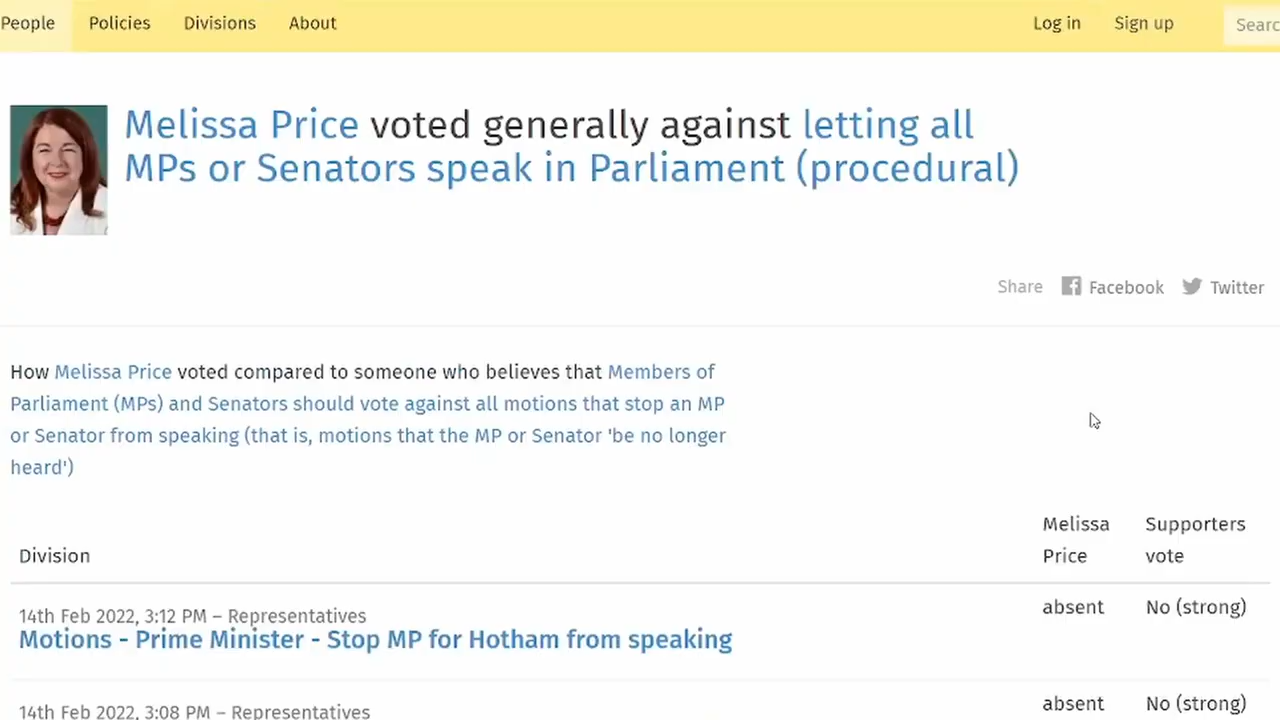 People Policies Divisions About Log in Sign up Searc
Melissa Price voted generally against letting all
MPs or Senators speak in Parliament (procedural)
Share Facebook Twitter
How Melissa Price voted compared to someone who believes that Members of
Parliament (MPs) and Senators should vote against all motions that stop an MP
or Senator from speaking (that is, motions that the MP or Senator 'be no longer
heard')
Division
Melissa
Price
Supporters
vote
14th Feb 2022, 3:12 PM – Representatives
Motions - Prime Minister - Stop MP for Hotham from speaking
absent No (strong)
14th Feb 2022, 3:08 PM – Representatives
absent No (strong)